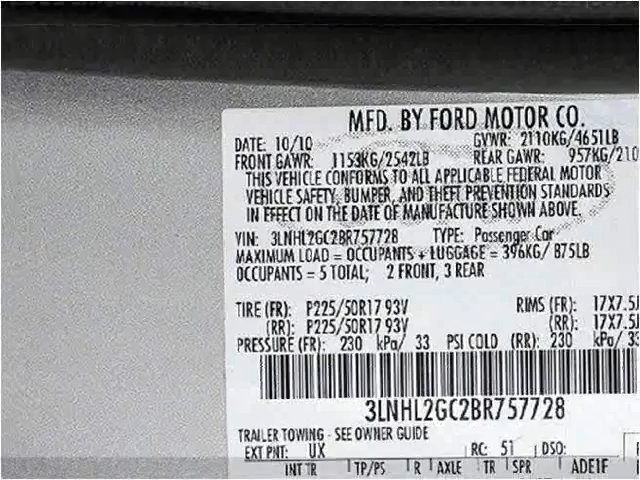 MFD. BY FORD MOTOR CO.
DATE: 10/10 GVWR: 2110KG/4651LB
FRONT GAWR: 1153KG/2542LB REAR GAWR: 957KG/210
THIS VEHICLE CONFORMS TO ALL APPLICABLE FEDERAL MOTOR
VEHICLE SAFETY, BUMPER, AND THEFT PREVENTION STANDARDS
IN EFFECT ON THE DATE OF MANUFACTURE SHOWN ABOVE.
VIN: 3LNHL2GC2BR757728 TYPE: Passenger Car
MAXIMUM LOAD = OCCUPANTS + LUGGAGE = 396KG/ 875LB
OCCUPANTS = 5 TOTAL; 2 FRONT, 3 REAR
TIRE (FR): P225/50R17 93V RIMS (FR): 17X7.5J
(RR): P225/50R17 93V (RR): 17X7.5J
PRESSURE (FR): 230 kPa/ 33 PSI COLD (RR): 230 kPa/ 33
3LNHL2GC2BR757728
TRAILER TOWING - SEE OWNER GUIDE
EXT PNT: UX RC: 51 DSO:
INT TR TP/PS R AXLE TR SPR ADE1F